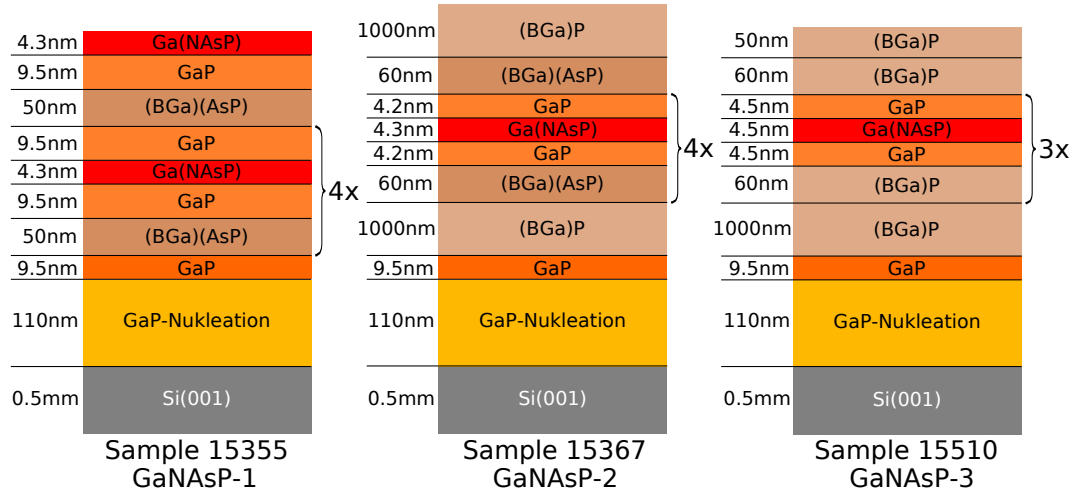 4.3nm Ga(NAsP)
9.5nm GaP
50nm (BGa)(AsP)
9.5nm GaP
4.3nm Ga(NAsP)
9.5nm GaP
50nm (BGa)(AsP)
4x
9.5nm GaP
110nm GaP-Nukleation
0.5mm Si(001)
Sample 15355
GaNAsP-1
1000nm (BGa)P
60nm (BGa)(AsP)
4.2nm GaP
4.3nm Ga(NAsP)
4.2nm GaP
60nm (BGa)(AsP)
4x
1000nm (BGa)P
9.5nm GaP
110nm GaP-Nukleation
0.5mm Si(001)
Sample 15367
GaNAsP-2
50nm (BGa)P
60nm (BGa)P
4.5nm GaP
4.5nm Ga(NAsP)
4.5nm GaP
60nm (BGa)P
3x
1000nm (BGa)P
9.5nm GaP
110nm GaP-Nukleation
0.5mm Si(001)
Sample 15510
GaNAsP-3